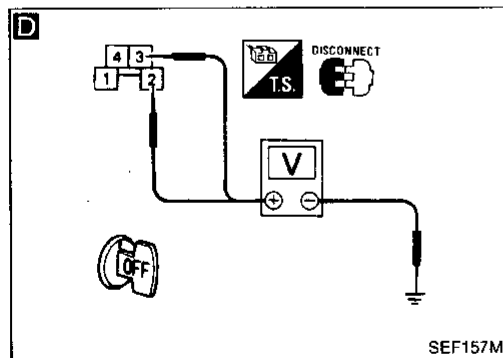 D
4 3
1 2
T.S.
DISCONNECT
V
+ −
OFF
SEF157M